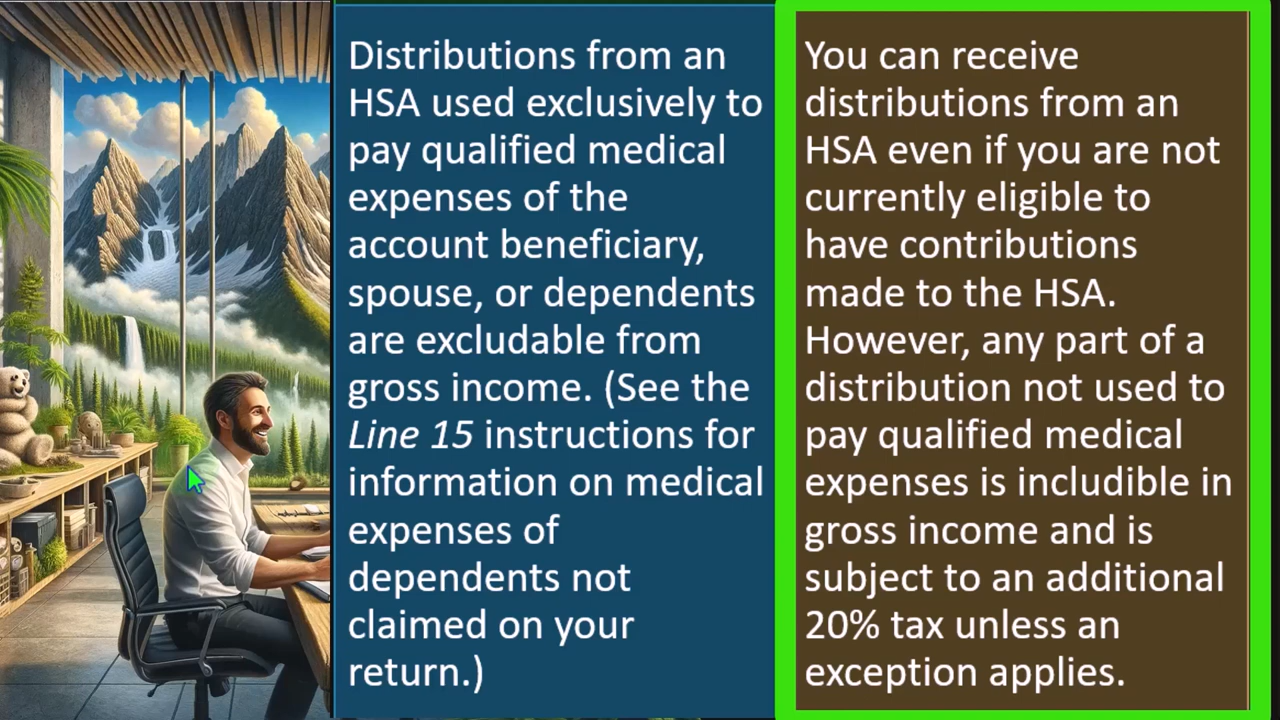 Distributions from an
HSA used exclusively to
pay qualified medical
expenses of the
account beneficiary,
spouse, or dependents
are excludable from
gross income. (See the
Line 15 instructions for
information on medical
expenses of
dependents not
claimed on your
return.)
You can receive
distributions from an
HSA even if you are not
currently eligible to
have contributions
made to the HSA.
However, any part of a
distribution not used to
pay qualified medical
expenses is includible in
gross income and is
subject to an additional
20% tax unless an
exception applies.